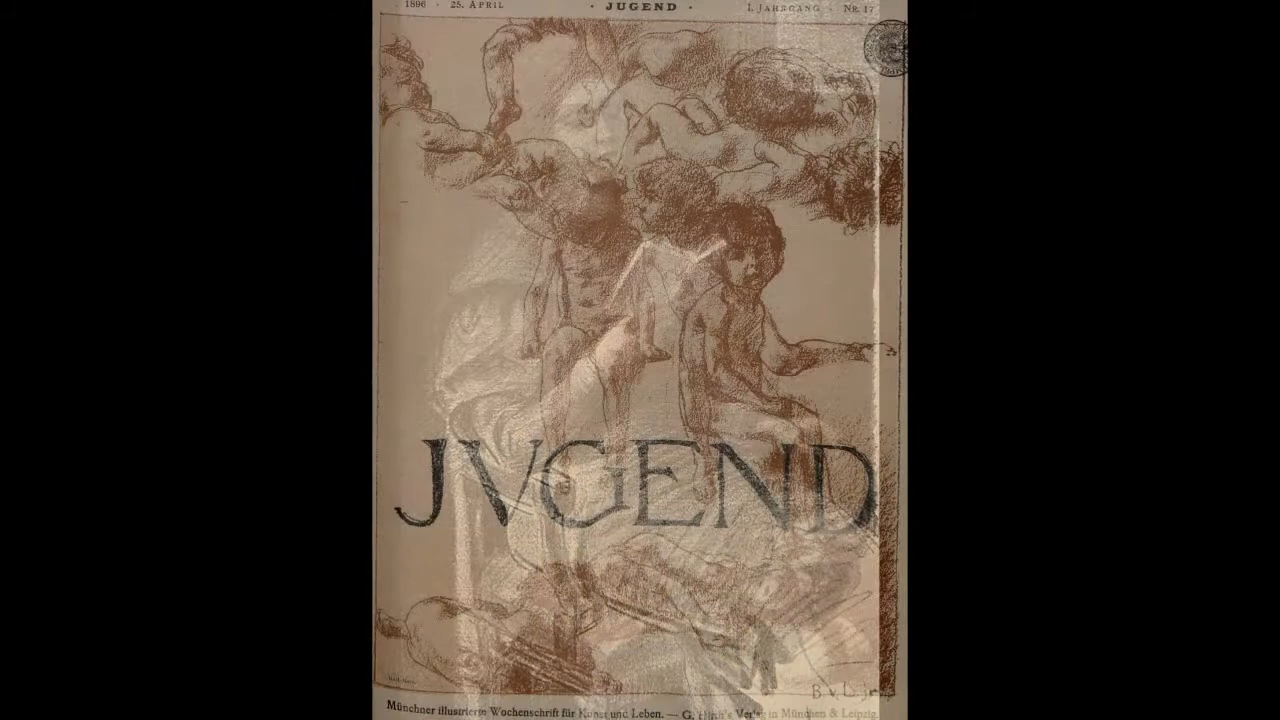 1896 · 25. APRIL · JUGEND · I. JAHRGANG · NR. 17
JVGEND
Münchner illustrierte Wochenschrift für Kunst und Leben. — G. Hirth's Verlag in München & Leipzig.